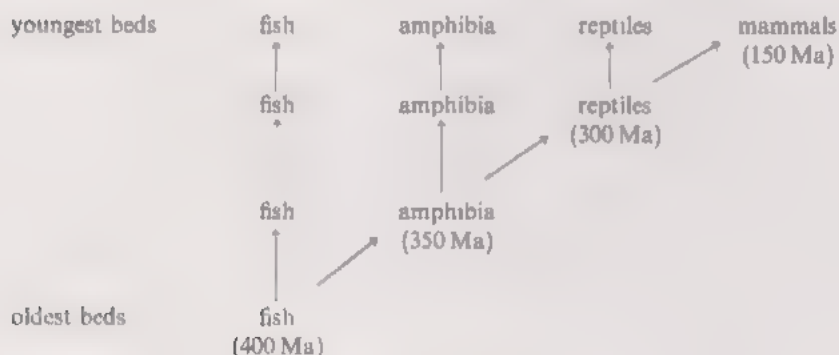 youngest beds fish amphibia reptiles mammals
(150 Ma)
fish amphibia reptiles
(300 Ma)
fish amphibia
(350 Ma)
oldest beds fish
(400 Ma)